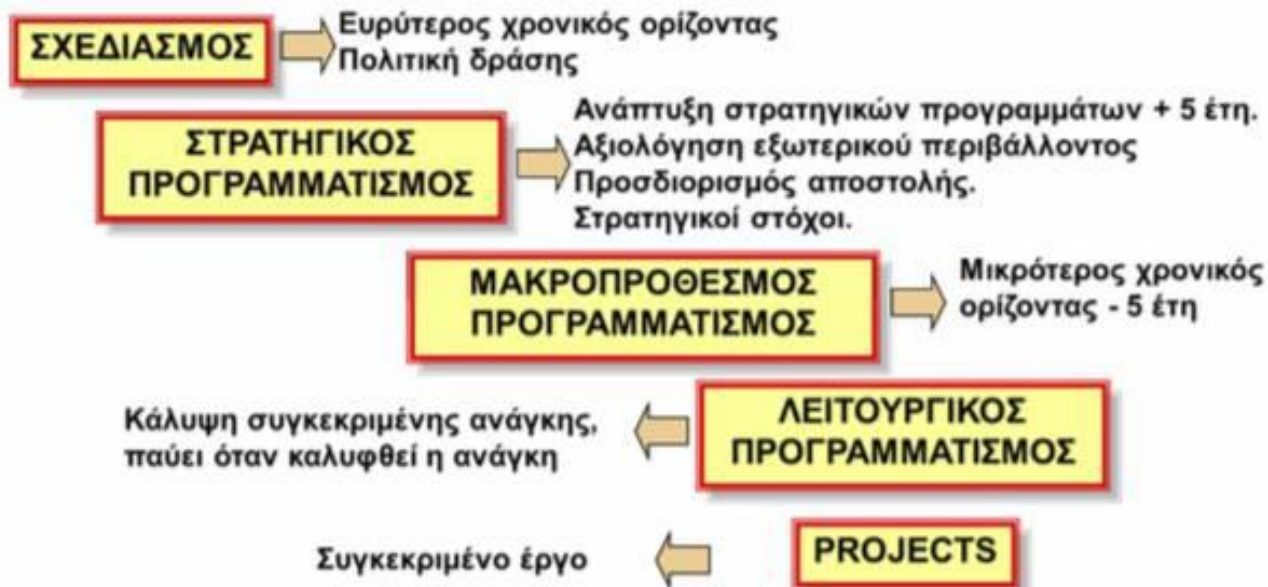 ΣΧΕΔΙΑΣΜΟΣ
Ευρύτερος χρονικός ορίζοντας
Πολιτική δράσης
ΣΤΡΑΤΗΓΙΚΟΣ
ΠΡΟΓΡΑΜΜΑΤΙΣΜΟΣ
Ανάπτυξη στρατηγικών προγραμμάτων + 5 έτη.
Αξιολόγηση εξωτερικού περιβάλλοντος
Προσδιορισμός αποστολής.
Στρατηγικοί στόχοι.
ΜΑΚΡΟΠΡΟΘΕΣΜΟΣ
ΠΡΟΓΡΑΜΜΑΤΙΣΜΟΣ
Μικρότερος χρονικός
ορίζοντας - 5 έτη
ΛΕΙΤΟΥΡΓΙΚΟΣ
ΠΡΟΓΡΑΜΜΑΤΙΣΜΟΣ
Κάλυψη συγκεκριμένης ανάγκης,
παύει όταν καλυφθεί η ανάγκη
PROJECTS
Συγκεκριμένο έργο